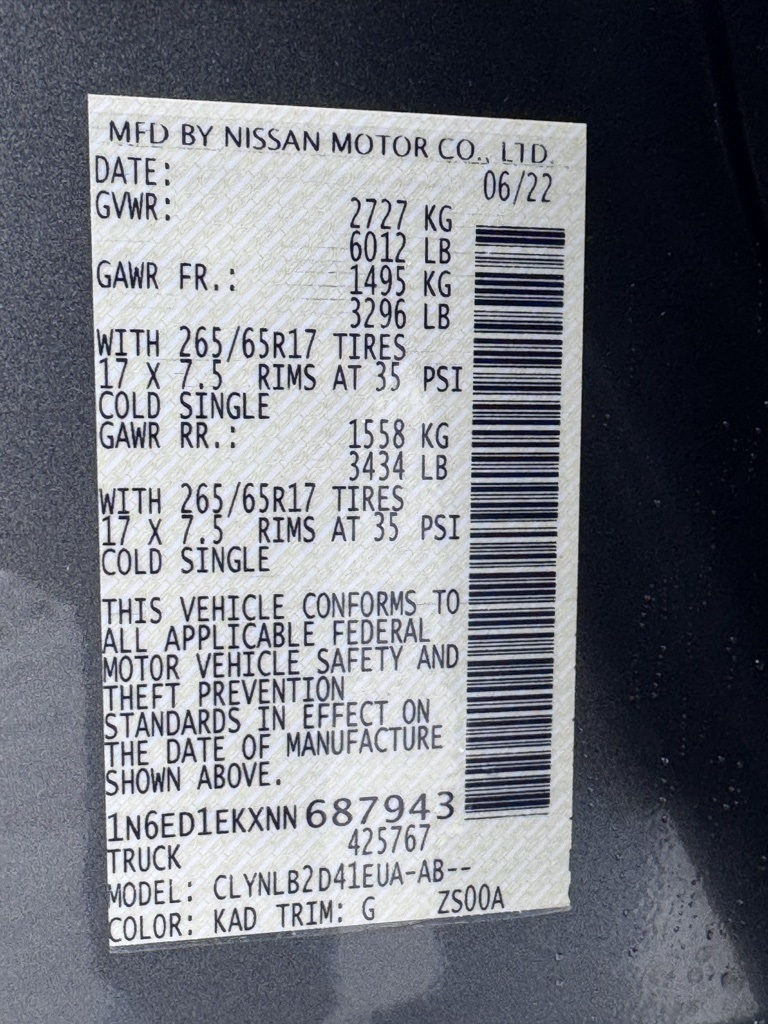 MFD BY NISSAN MOTOR CO., LTD.
DATE: 06/22
GVWR: 2727 KG
6012 LB
GAWR FR.: 1495 KG
3296 LB
WITH 265/65R17 TIRES
17 X 7.5 RIMS AT 35 PSI
COLD SINGLE
GAWR RR.: 1558 KG
3434 LB
WITH 265/65R17 TIRES
17 X 7.5 RIMS AT 35 PSI
COLD SINGLE
THIS VEHICLE CONFORMS TO
ALL APPLICABLE FEDERAL
MOTOR VEHICLE SAFETY AND
THEFT PREVENTION
STANDARDS IN EFFECT ON
THE DATE OF MANUFACTURE
SHOWN ABOVE.
1N6ED1EKXNN687943
TRUCK 425767
MODEL: CLYNLB2D41EUA-AB--
COLOR: KAD TRIM: G ZS00A